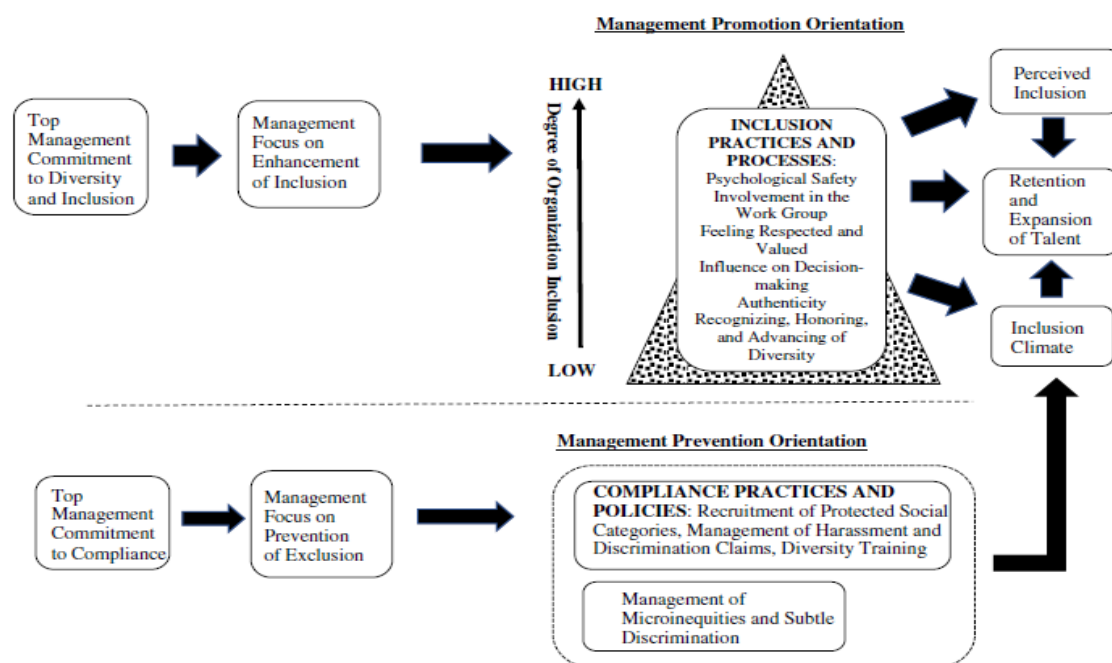 Management Promotion Orientation
Top
Management
Commitment
to Diversity
and Inclusion
Management
Focus on
Enhancement
of Inclusion
HIGH
Degree of Organization Inclusion
LOW
INCLUSION
PRACTICES AND
PROCESSES:
Psychological Safety
Involvement in the
Work Group
Feeling Respected and
Valued
Influence on Decision-
making
Authenticity
Recognizing, Honoring,
and Advancing of
Diversity
Perceived
Inclusion
Retention
and
Expansion
of Talent
Inclusion
Climate
Management Prevention Orientation
Top
Management
Commitment
to Compliance
Management
Focus on
Prevention
of Exclusion
COMPLIANCE PRACTICES AND
POLICIES: Recruitment of Protected Social
Categories, Management of Harassment and
Discrimination Claims, Diversity Training
Management of
Microinequities and Subtle
Discrimination